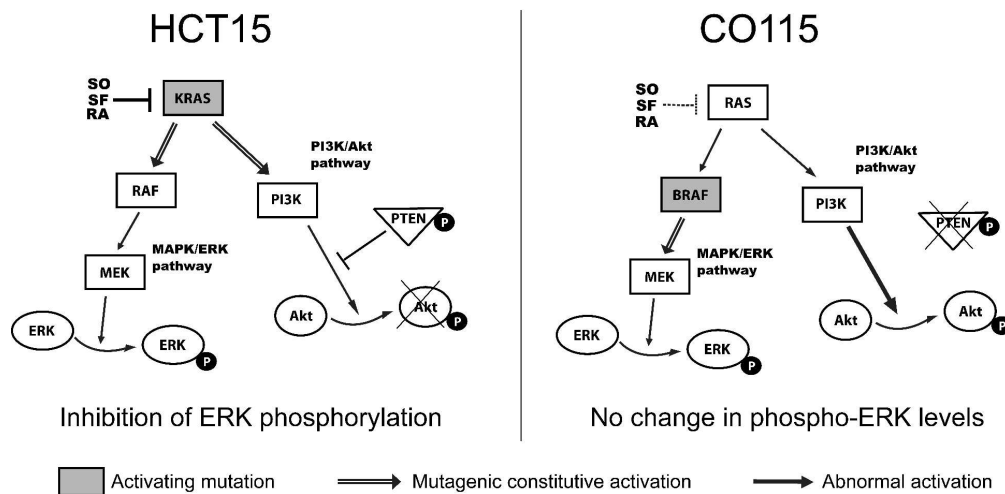 HCT15
SO
SF
RA
KRAS
PI3K/Akt
pathway
RAF
PI3K
PTEN
P
MAPK/ERK
pathway
MEK
Akt
Akt
P
ERK
ERK
P
Inhibition of ERK phosphorylation
CO115
SO
SF
RA
RAS
PI3K/Akt
pathway
BRAF
PI3K
PTEN
P
MAPK/ERK
pathway
MEK
Akt
Akt
P
ERK
ERK
P
No change in phospho-ERK levels
Activating mutation
Mutagenic constitutive activation
Abnormal activation